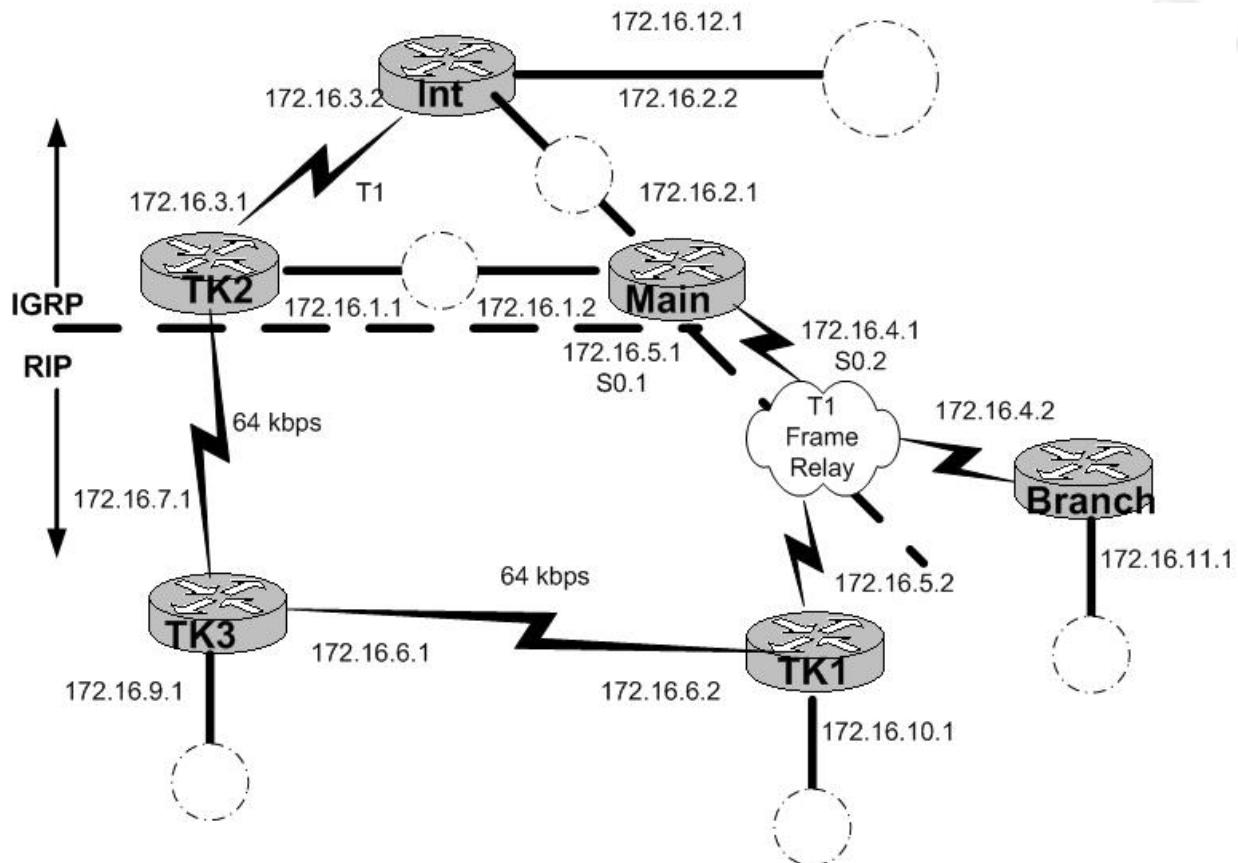 172.16.12.1
Int
172.16.3.2
172.16.2.2
T1
172.16.3.1
172.16.2.1
TK2
Main
IGRP
172.16.1.1
172.16.1.2
172.16.4.1
S0.2
RIP
172.16.5.1
S0.1
T1
Frame
Relay
172.16.4.2
64 kbps
172.16.7.1
Branch
172.16.11.1
64 kbps
172.16.5.2
TK3
172.16.6.1
TK1
172.16.9.1
172.16.6.2
172.16.10.1